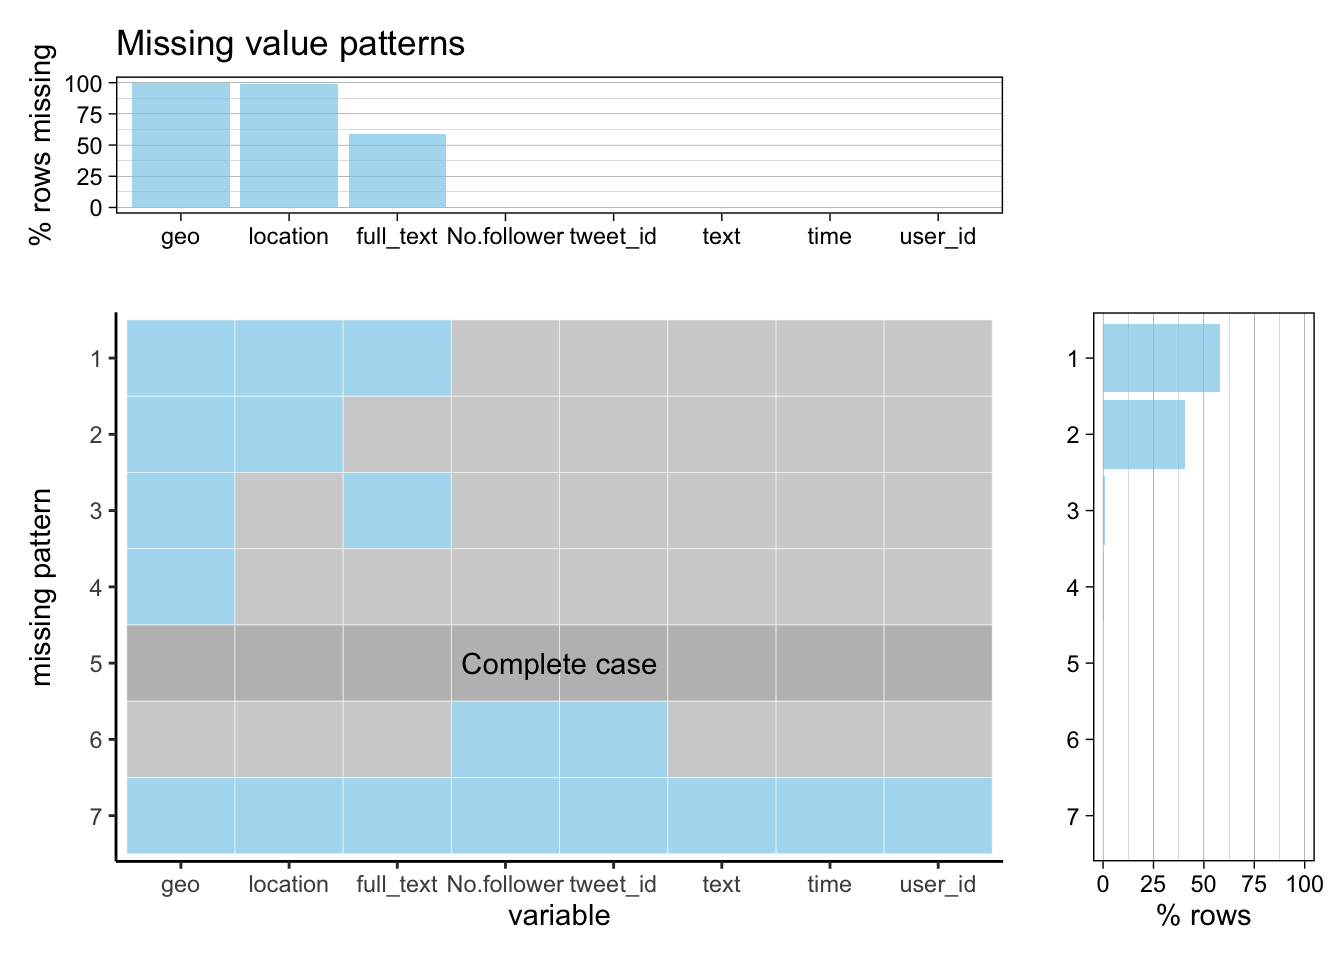 Missing value patterns
% rows missing
100
75
50
25
0
geo location full_text No.follower tweet_id text time user_id
missing pattern
1
2
3
4
5
6
7
Complete case
geo location full_text No.follower tweet_id text time user_id
variable
1
2
3
4
5
6
7
0 25 50 75 100
% rows